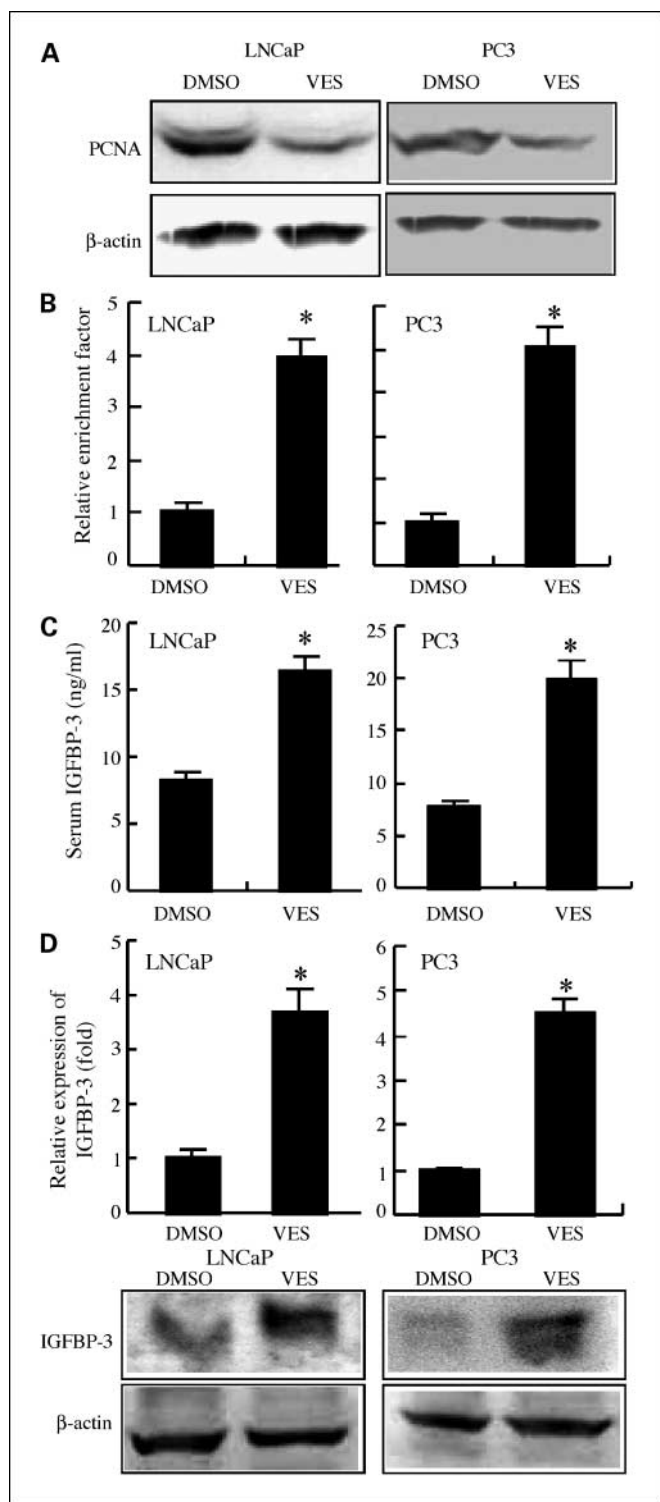 A
LNCaP PC3
DMSO VES DMSO VES
PCNA
β-actin
B
Relative enrichment factor
5
4
3
2
1
0
LNCaP
*
DMSO VES
PC3
*
DMSO VES
C
Serum IGFBP-3 (ng/ml)
20
15
10
5
0
LNCaP
*
DMSO VES
25
20
15
10
5
0
PC3
*
DMSO VES
D
Relative expression of
IGFBP-3 (fold)
5
4
3
2
1
0
LNCaP
*
DMSO VES
6
5
4
3
2
1
0
PC3
*
DMSO VES
LNCaP PC3
DMSO VES DMSO VES
IGFBP-3
β-actin